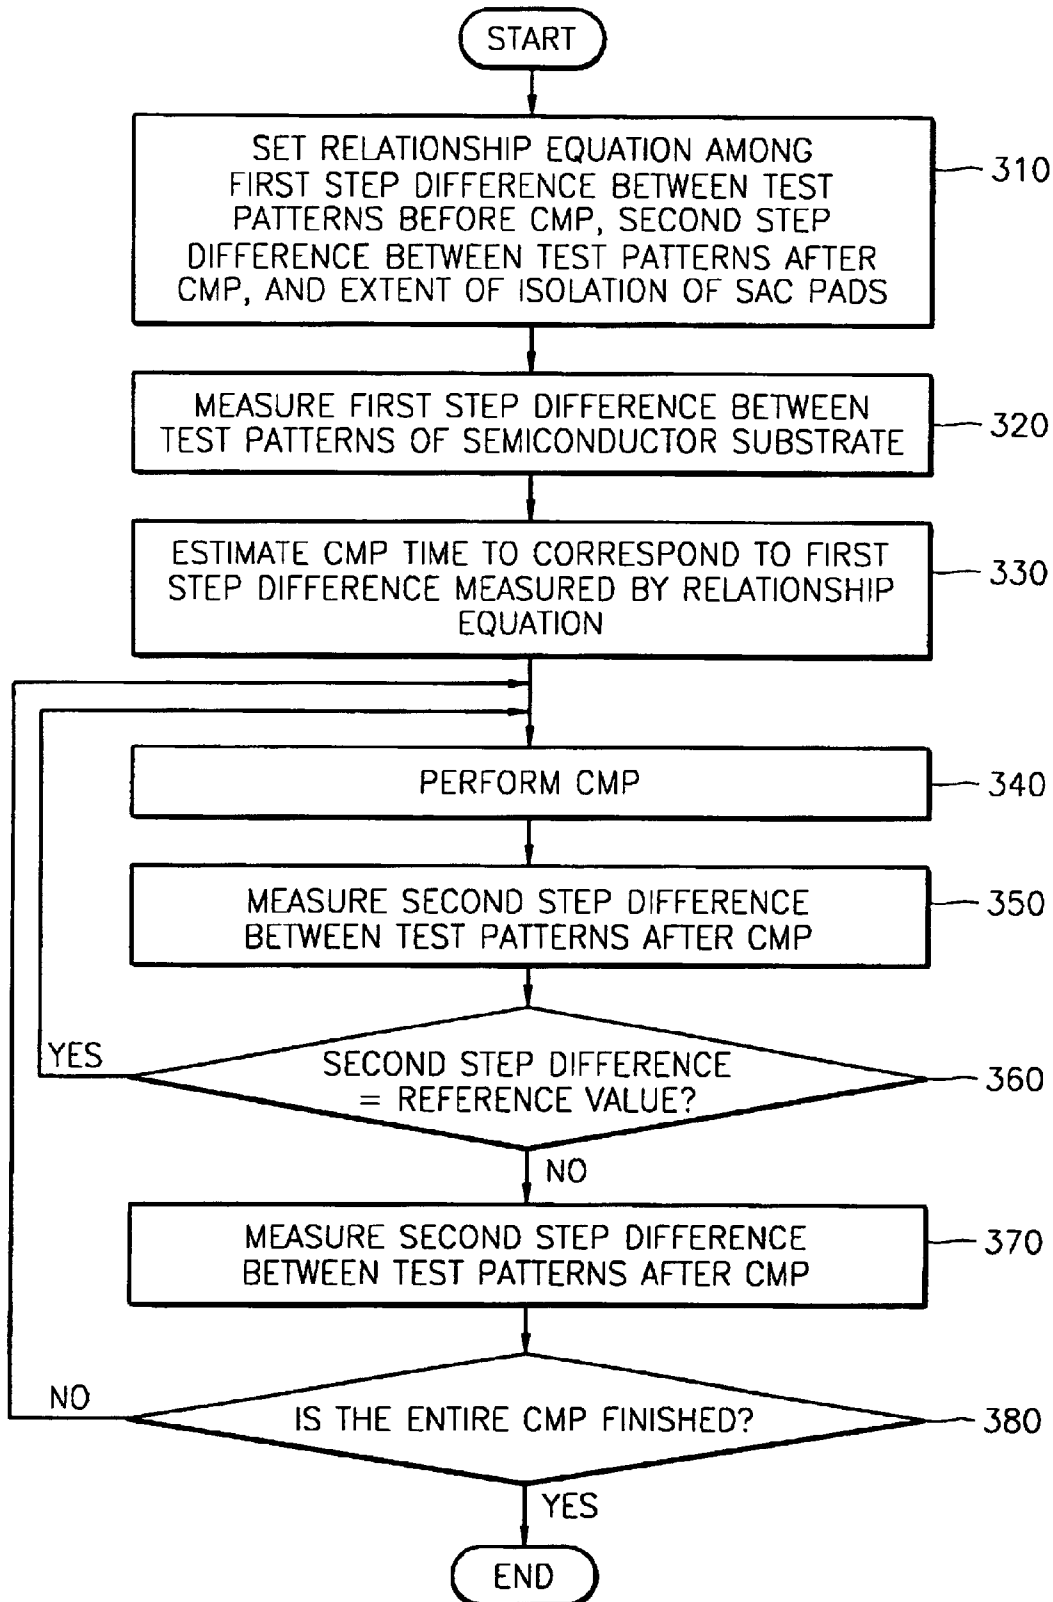 START
SET RELATIONSHIP EQUATION AMONG
FIRST STEP DIFFERENCE BETWEEN TEST
PATTERNS BEFORE CMP, SECOND STEP
DIFFERENCE BETWEEN TEST PATTERNS AFTER
CMP, AND EXTENT OF ISOLATION OF SAC PADS
310
MEASURE FIRST STEP DIFFERENCE BETWEEN
TEST PATTERNS OF SEMICONDUCTOR SUBSTRATE
320
ESTIMATE CMP TIME TO CORRESPOND TO FIRST
STEP DIFFERENCE MEASURED BY RELATIONSHIP
EQUATION
330
PERFORM CMP
340
MEASURE SECOND STEP DIFFERENCE
BETWEEN TEST PATTERNS AFTER CMP
350
YES
SECOND STEP DIFFERENCE
= REFERENCE VALUE?
360
NO
MEASURE SECOND STEP DIFFERENCE
BETWEEN TEST PATTERNS AFTER CMP
370
NO
IS THE ENTIRE CMP FINISHED?
380
YES
END